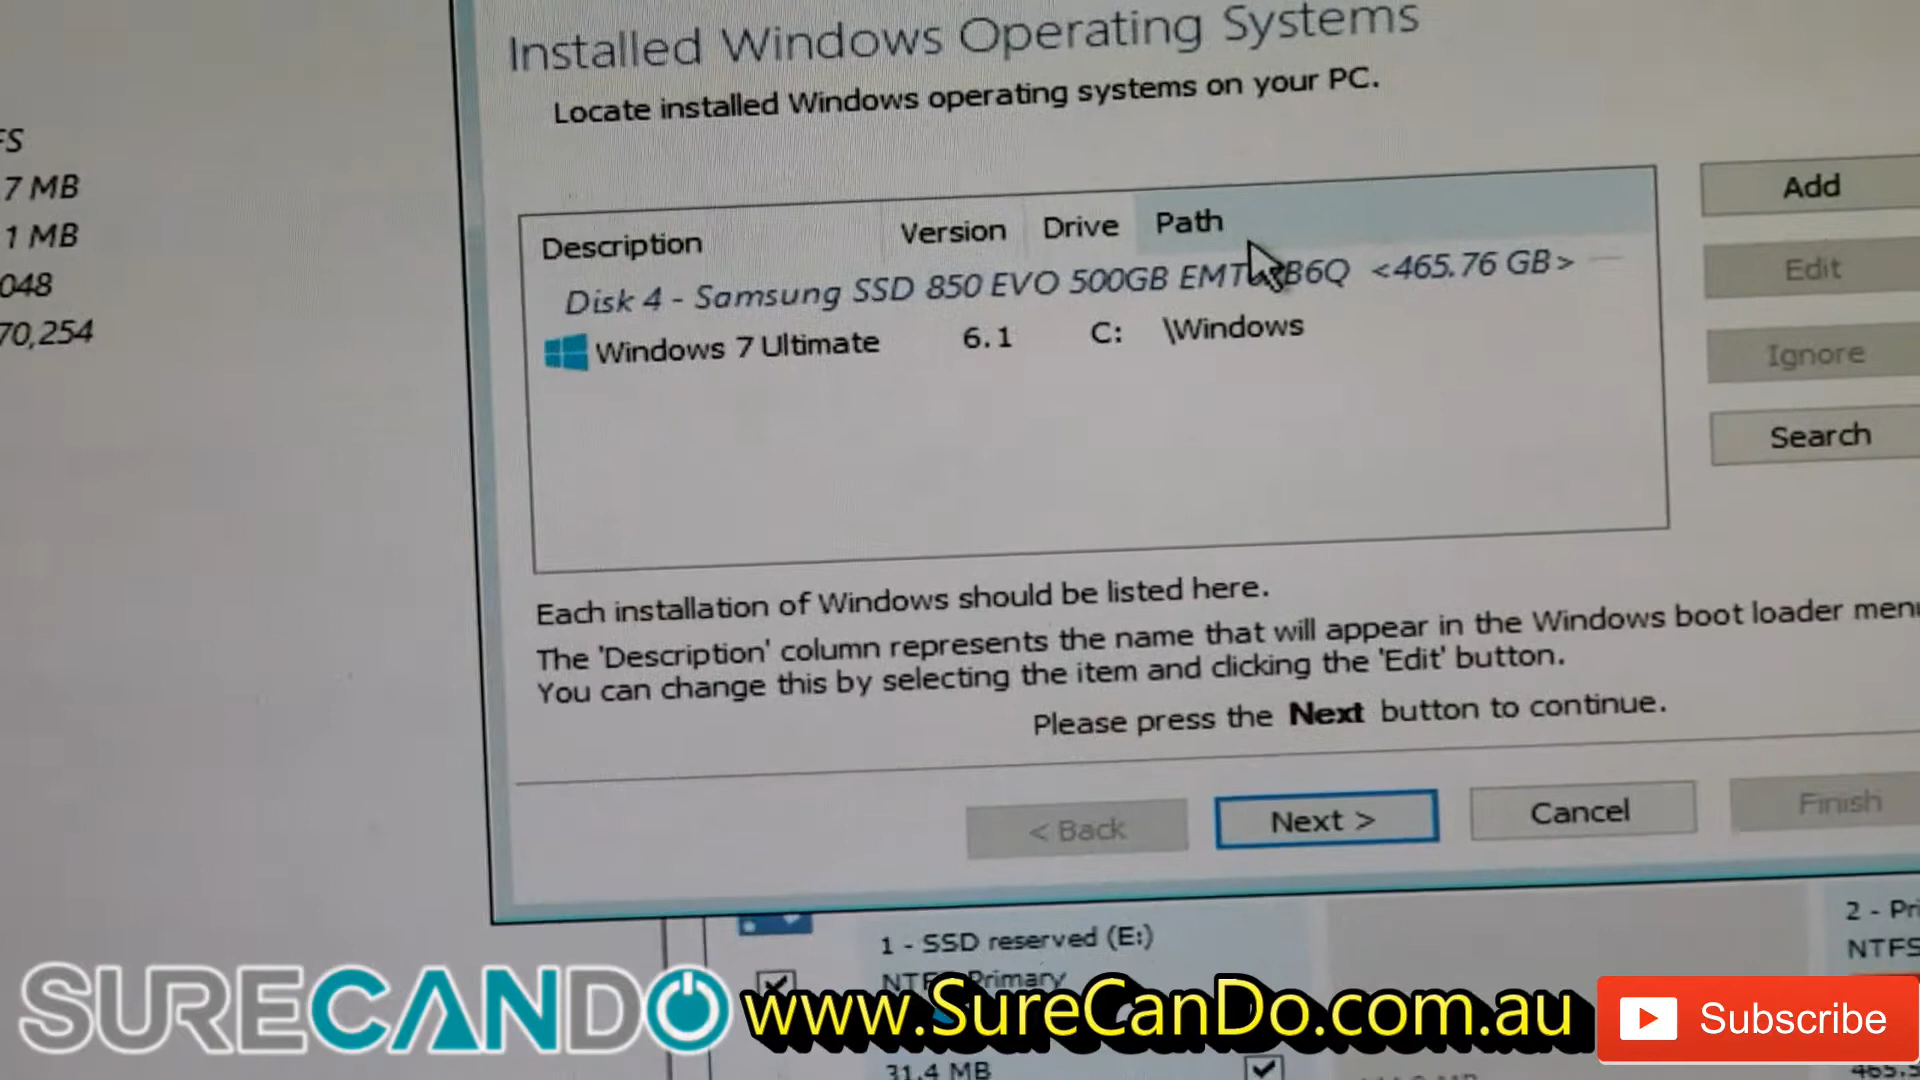 Installed Windows Operating Systems
Locate installed Windows operating systems on your PC.
FS
.7 MB
1 MB
048
70,254
Description Version Drive Path
Disk 4 - Samsung SSD 850 EVO 500GB B6Q <465.76 GB>
Windows 7 Ultimate 6.1 C: \Windows
Add
Edit
Ignore
Search
Each installation of Windows should be listed here.
The 'Description' column represents the name that will appear in the Windows boot loader menu
You can change this by selecting the item and clicking the 'Edit' button.
Please press the Next button to continue.
< Back Next > Cancel Finish
1 - SSD reserved (E:)
Primary
31.4 MB
2 - Pri
NTFS
SURECANDO
www.SureCanDo.com.au
Subscribe